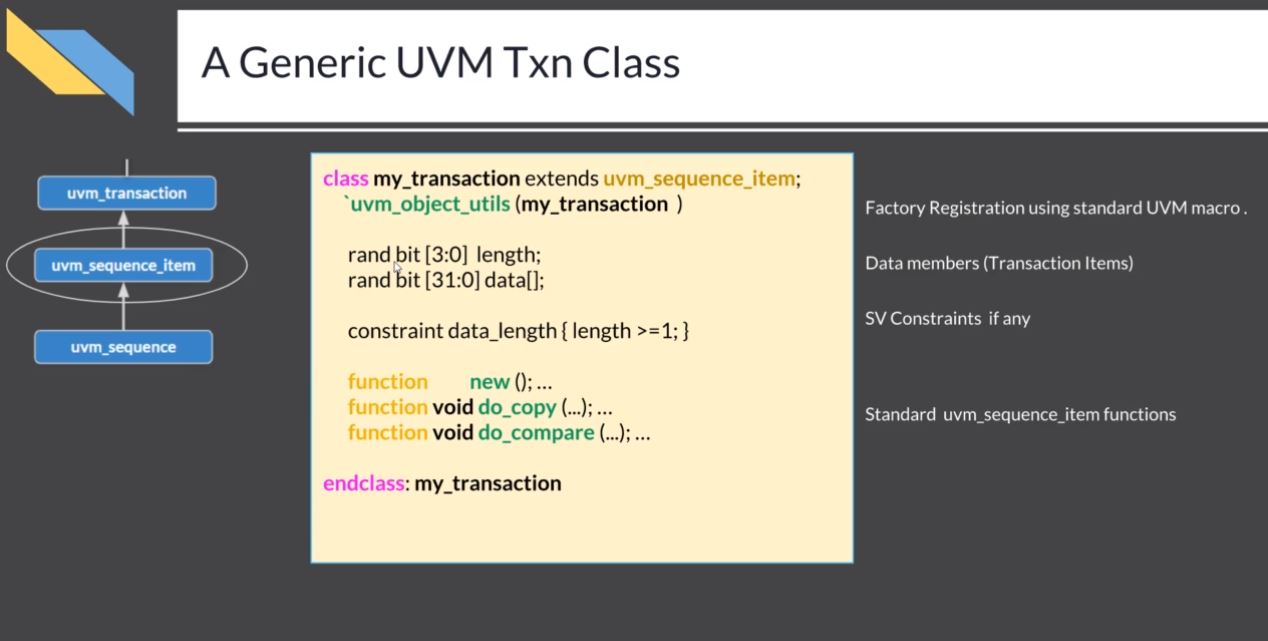 A Generic UVM Txn Class
uvm_transaction
uvm_sequence_item
uvm_sequence
class my_transaction extends uvm_sequence_item;
`uvm_object_utils (my_transaction )
rand bit [3:0] length;
rand bit [31:0] data[];
constraint data_length { length >=1; }
function new (); ...
function void do_copy (...); ...
function void do_compare (...); ...
endclass: my_transaction
Factory Registration using standard UVM macro .
Data members (Transaction Items)
SV Constraints if any
Standard uvm_sequence_item functions